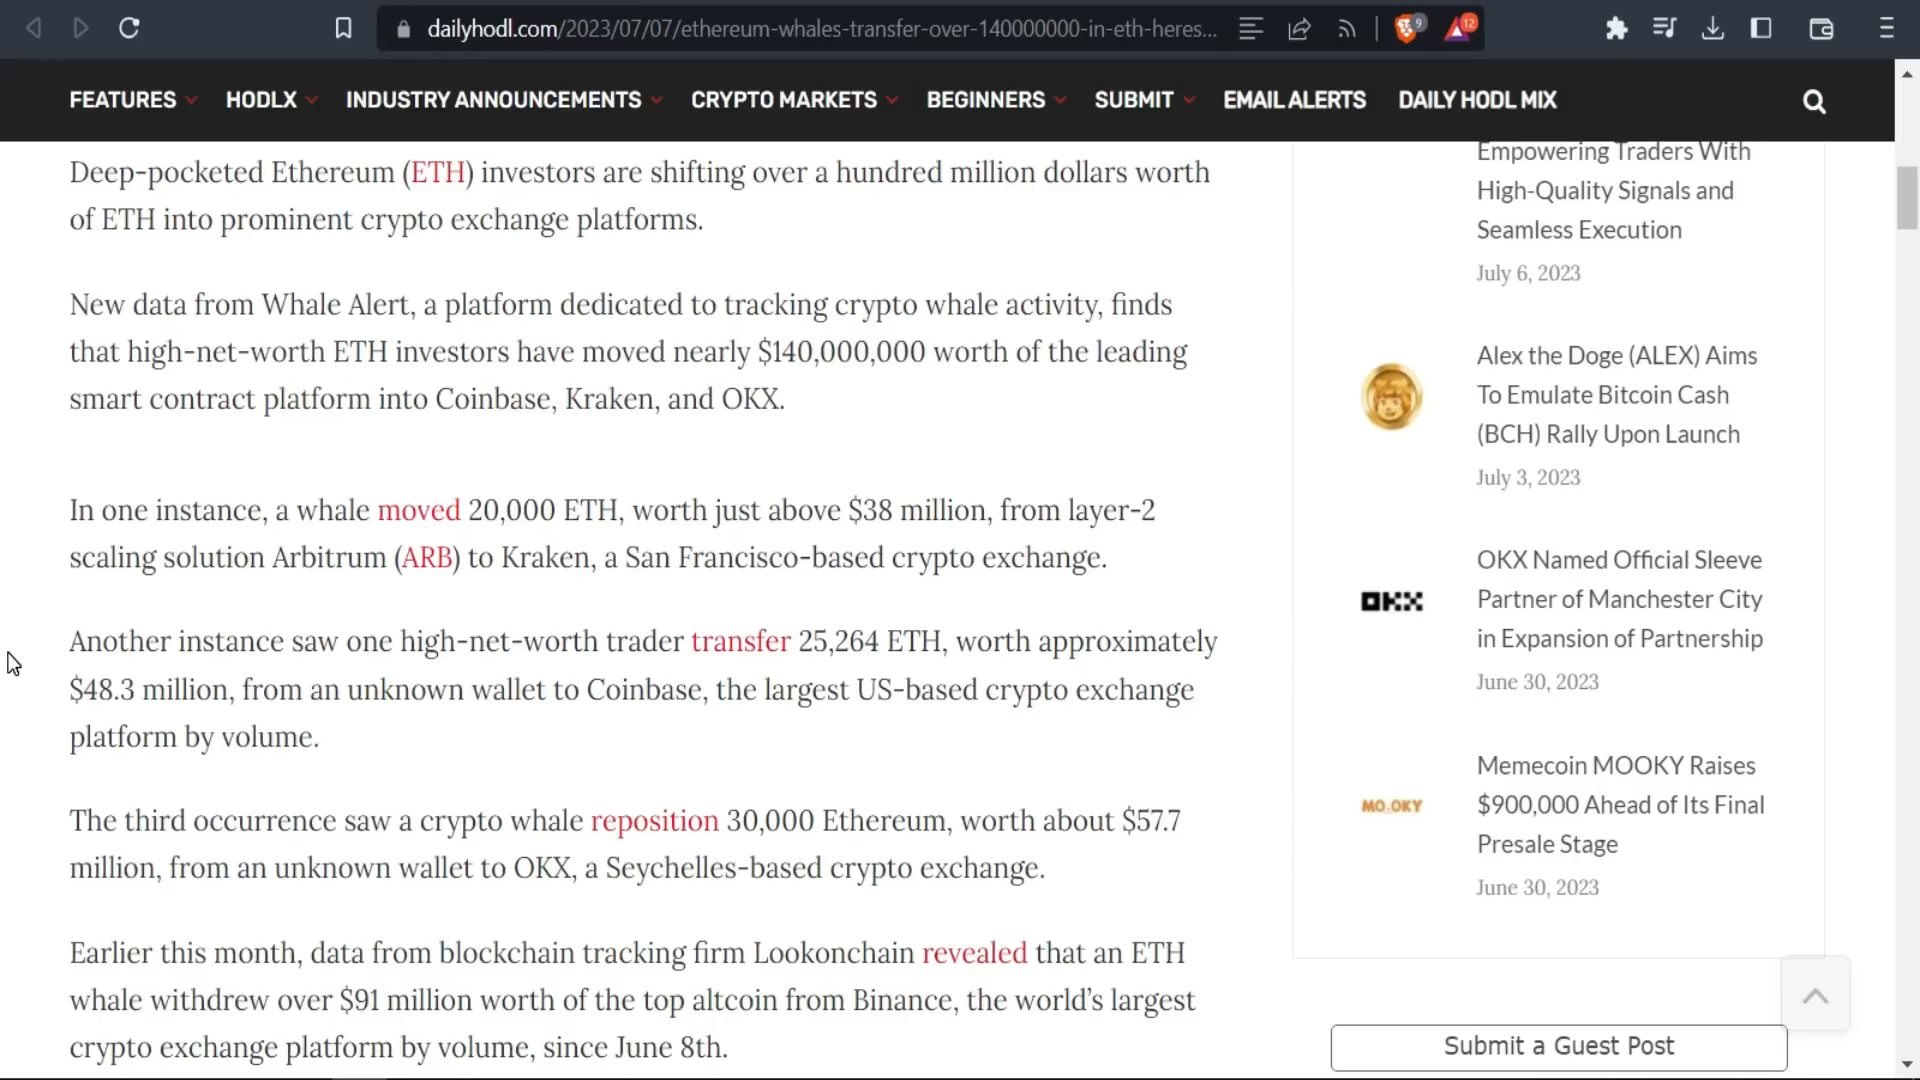 dailyhodl.com/2023/07/07/ethereum-whales-transfer-over-140000000-in-eth-heres...
9
12
FEATURES HODLX INDUSTRY ANNOUNCEMENTS CRYPTO MARKETS BEGINNERS SUBMIT EMAIL ALERTS DAILY HODL MIX
Deep-pocketed Ethereum (ETH) investors are shifting over a hundred million dollars worth
of ETH into prominent crypto exchange platforms.
New data from Whale Alert, a platform dedicated to tracking crypto whale activity, finds
that high-net-worth ETH investors have moved nearly $140,000,000 worth of the leading
smart contract platform into Coinbase, Kraken, and OKX.
In one instance, a whale moved 20,000 ETH, worth just above $38 million, from layer-2
scaling solution Arbitrum (ARB) to Kraken, a San Francisco-based crypto exchange.
Another instance saw one high-net-worth trader transfer 25,264 ETH, worth approximately
$48.3 million, from an unknown wallet to Coinbase, the largest US-based crypto exchange
platform by volume.
The third occurrence saw a crypto whale reposition 30,000 Ethereum, worth about $57.7
million, from an unknown wallet to OKX, a Seychelles-based crypto exchange.
Earlier this month, data from blockchain tracking firm Lookonchain revealed that an ETH
whale withdrew over $91 million worth of the top altcoin from Binance, the world's largest
crypto exchange platform by volume, since June 8th.
Empowering Traders With
High-Quality Signals and
Seamless Execution
July 6, 2023
Alex the Doge (ALEX) Aims
To Emulate Bitcoin Cash
(BCH) Rally Upon Launch
July 3, 2023
OKX
OKX Named Official Sleeve
Partner of Manchester City
in Expansion of Partnership
June 30, 2023
MOOKY
Memecoin MOOKY Raises
$900,000 Ahead of Its Final
Presale Stage
June 30, 2023
Submit a Guest Post